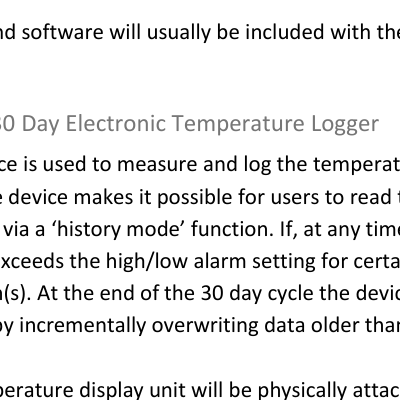 nd software will usually be included with the
30 Day Electronic Temperature Logger
ce is used to measure and log the temperat
e device makes it possible for users to read t
via a ‘history mode’ function. If, at any time
xceeds the high/low alarm setting for certa
n(s). At the end of the 30 day cycle the devic
by incrementally overwriting data older than
perature display unit will be physically attac